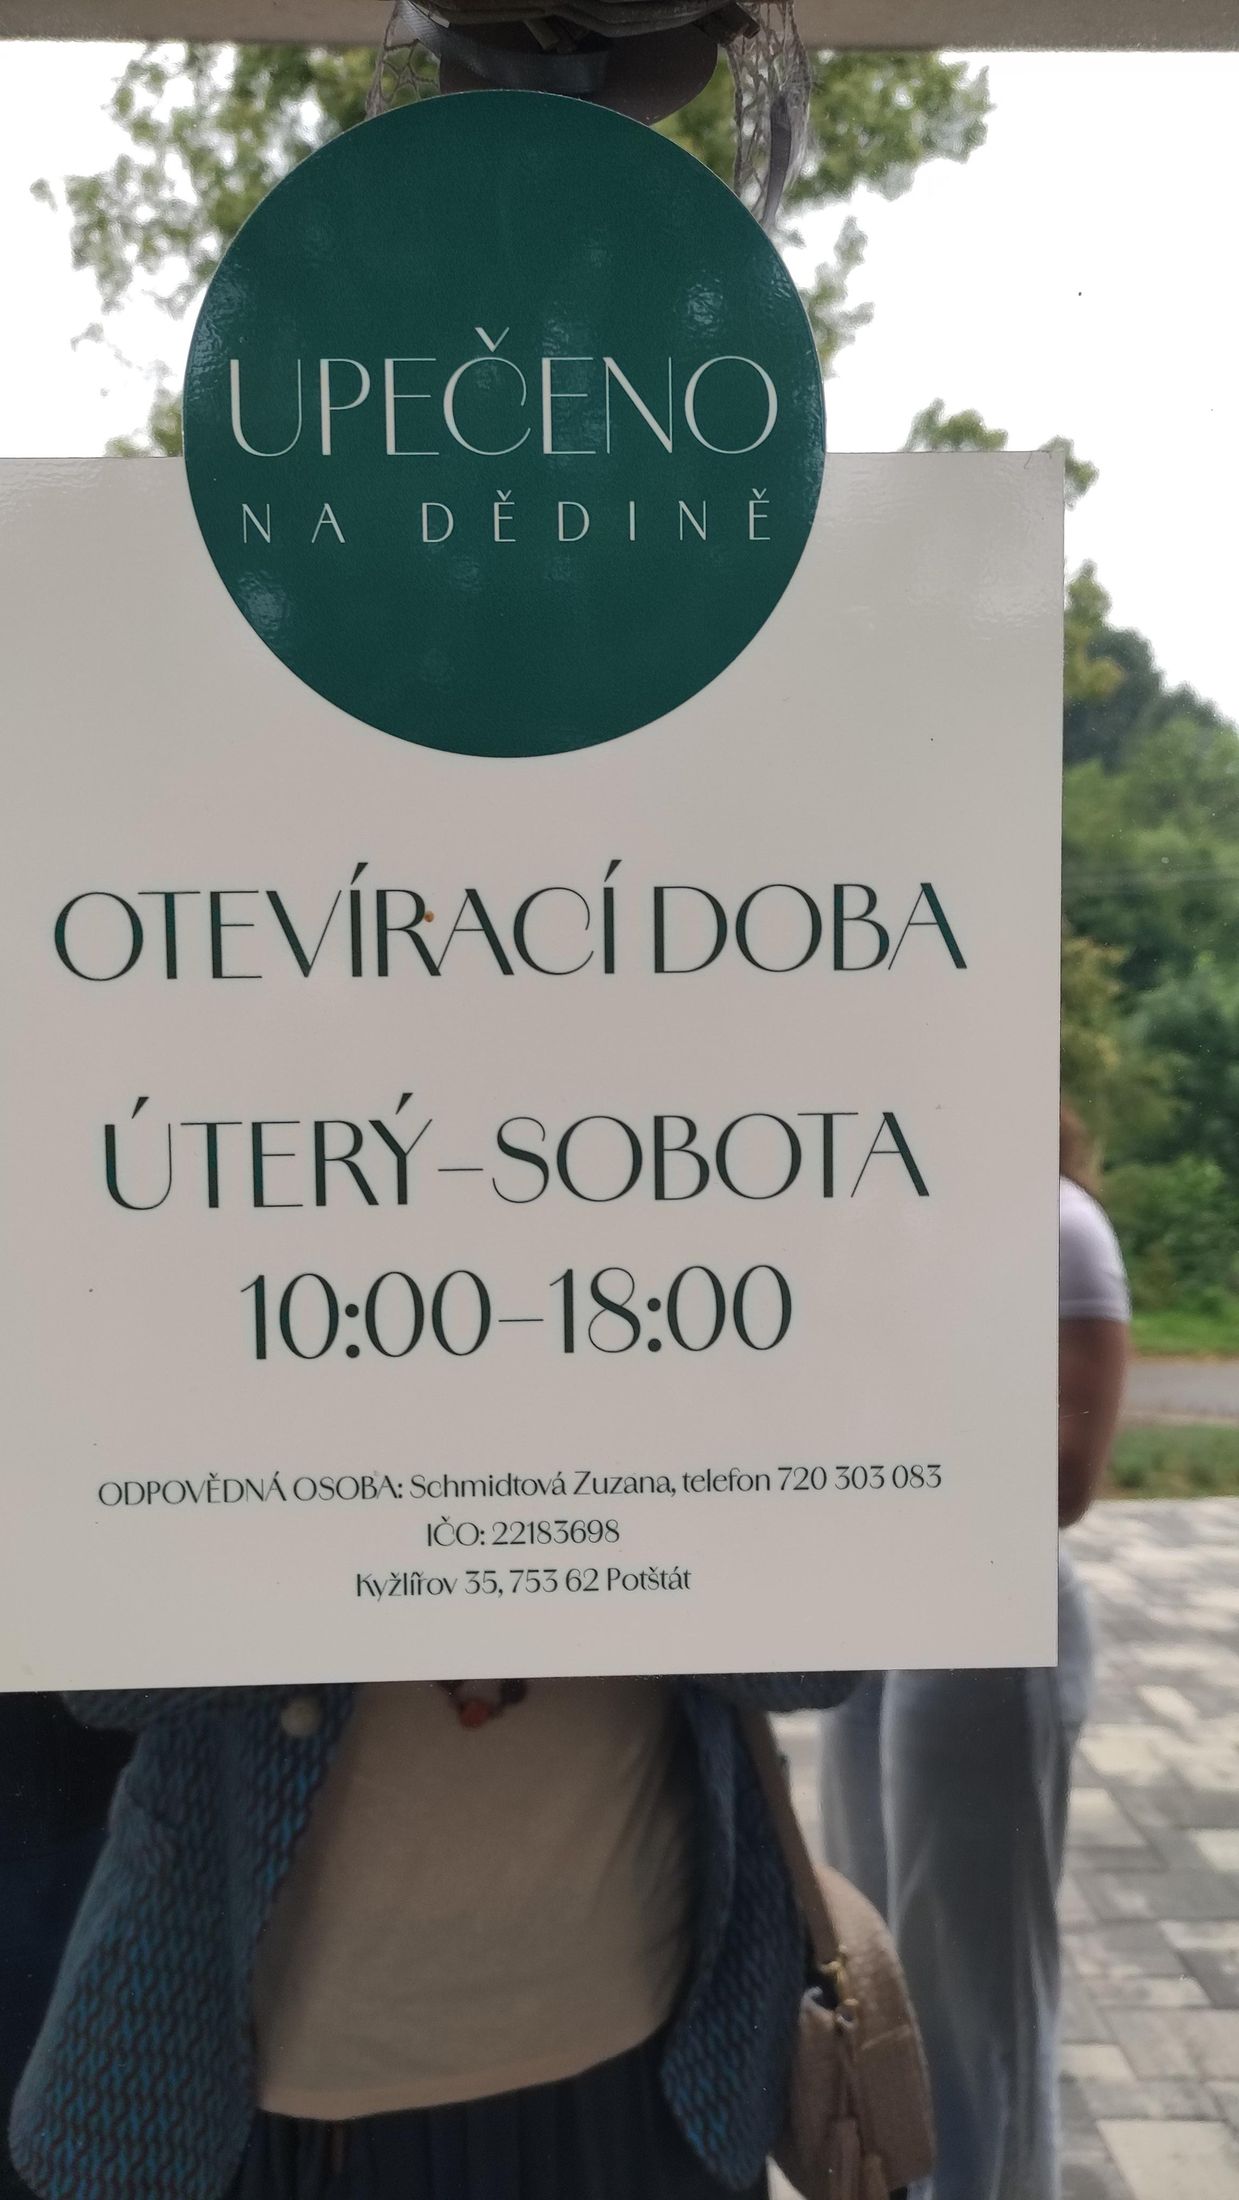 UPEČENO
NA DĚDINĚ
OTEVÍRACÍ DOBA
ÚTERÝ–SOBOTA
10:00–18:00
ODPOVĚDNÁ OSOBA: Schmidtová Zuzana, telefon 720 303 083
IČO: 22183698
Kyžlířov 35, 753 62 Potštát